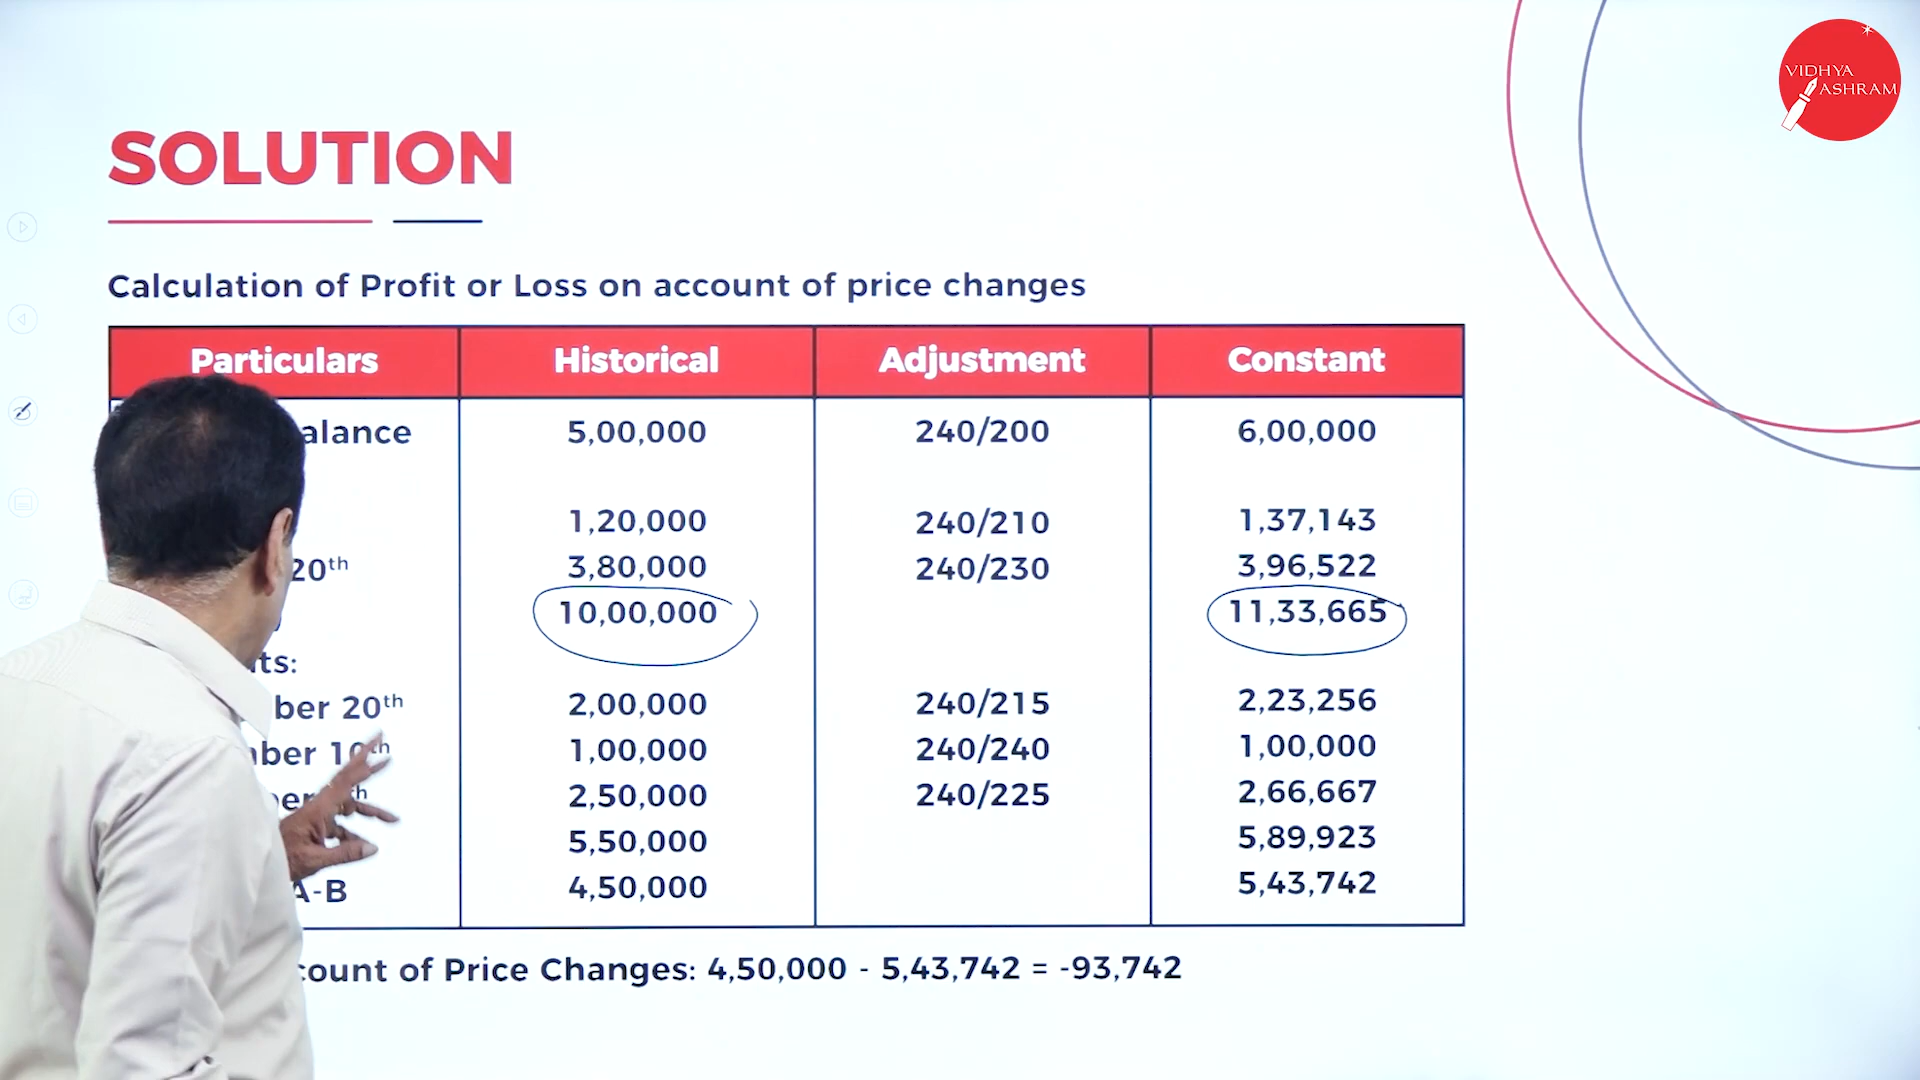 VIDHYA
ASHRAM
SOLUTION
Calculation of Profit or Loss on account of price changes
Particulars Historical Adjustment Constant
alance 5,00,000 240/200 6,00,000
1,20,000 240/210 1,37,143
20th 3,80,000 240/230 3,96,522
10,00,000 11,33,665
ts:
ber 20th 2,00,000 240/215 2,23,256
ber 10th 1,00,000 240/240 1,00,000
2,50,000 240/225 2,66,667
5,50,000 5,89,923
A-B 4,50,000 5,43,742
count of Price Changes: 4,50,000 - 5,43,742 = -93,742